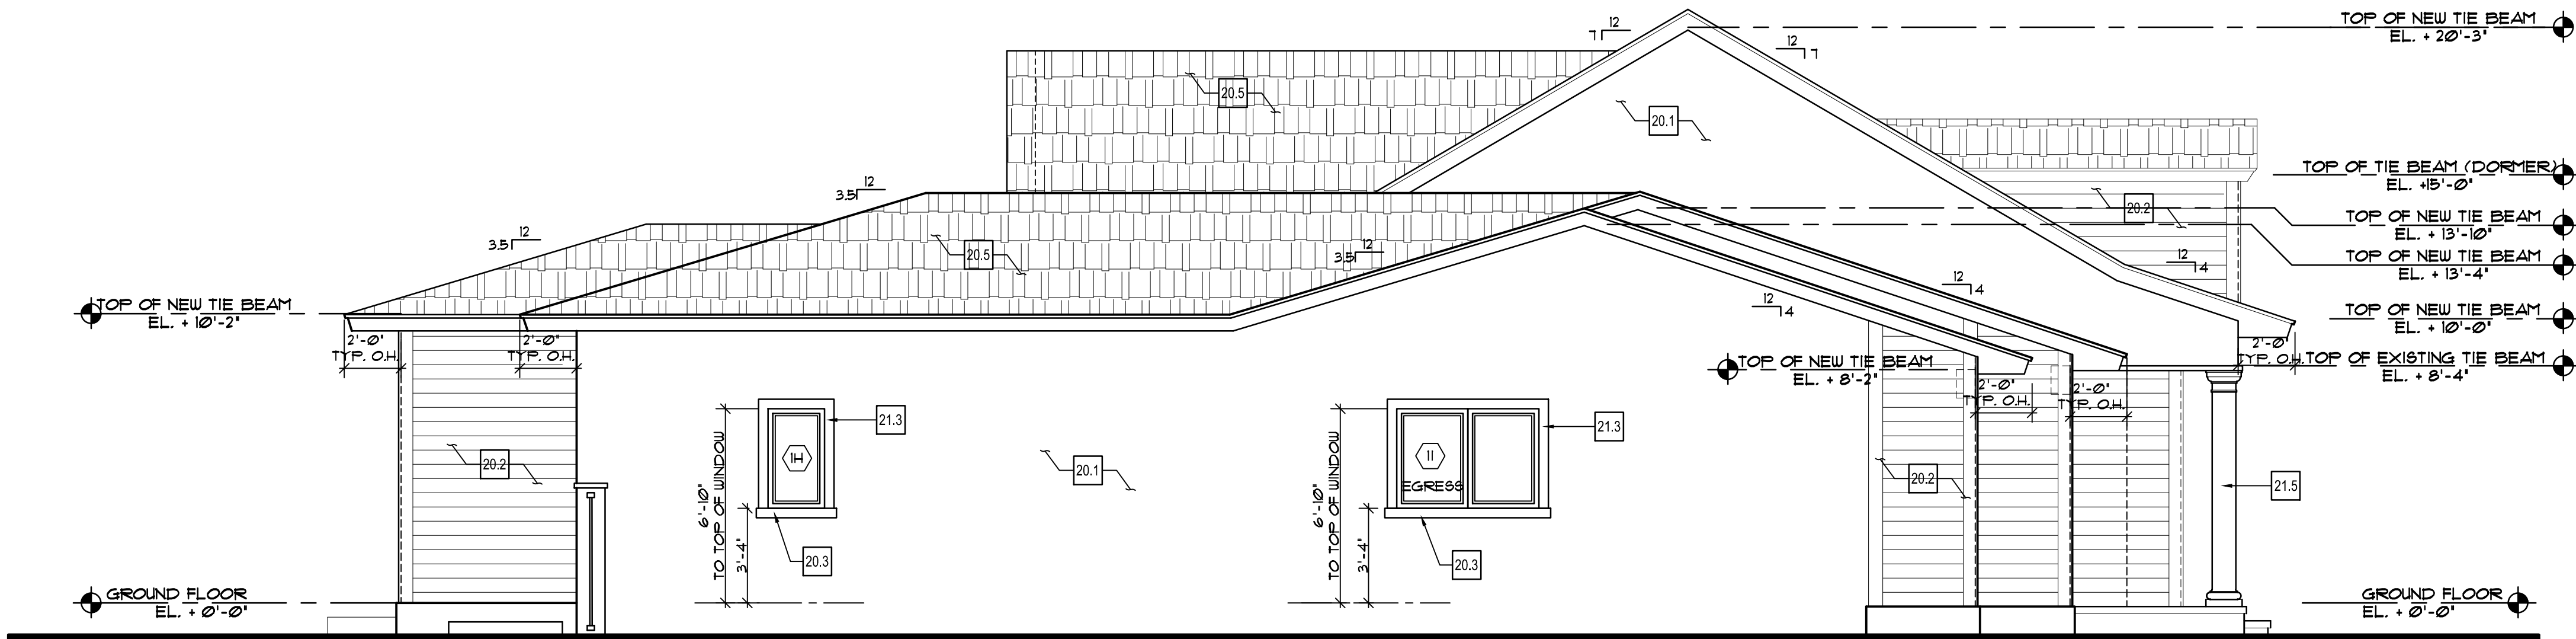 TOP OF NEW TIE BEAM
EL. + 20'-3"
12
7
12
7
20.5
20.1
TOP OF TIE BEAM (DORMER)
EL. +15'-0"
12
3.5
20.2
TOP OF NEW TIE BEAM
EL. + 13'-10"
12
3.5
20.5
12
3.5
TOP OF NEW TIE BEAM
EL. + 13'-4"
12
4
12
4
12
4
TOP OF NEW TIE BEAM
EL. + 10'-2"
TOP OF NEW TIE BEAM
EL. + 10'-0"
2'-0"
TYP. O.H.
2'-0"
TYP. O.H.
2'-0"
TYP. O.H.
TOP OF EXISTING TIE BEAM
EL. + 8'-4"
TOP OF NEW TIE BEAM
EL. + 8'-2"
2'-0"
TYP. O.H.
2'-0"
TYP. O.H.
21.3
21.3
6'-10"
TO TOP OF WINDOW
3'-4"
1H
20.2
20.1
6'-10"
TO TOP OF WINDOW
3'-4"
11
EGRESS
20.2
21.5
20.3
20.3
GROUND FLOOR
EL. + 0'-0"
GROUND FLOOR
EL. + 0'-0"